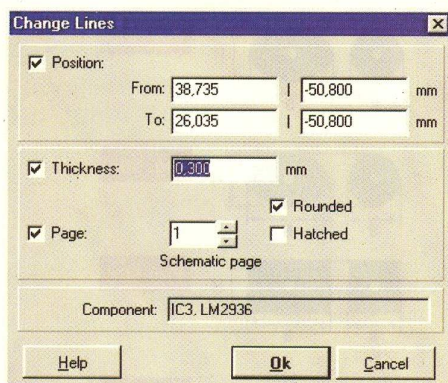 Change Lines
Position:
From: 38,735 | -50,800 mm
To: 26,035 | -50,800 mm
Thickness: 0,300 mm
Rounded
Page: 1 Hatched
Schematic page
Component: IC3, LM2936
Help Ok Cancel